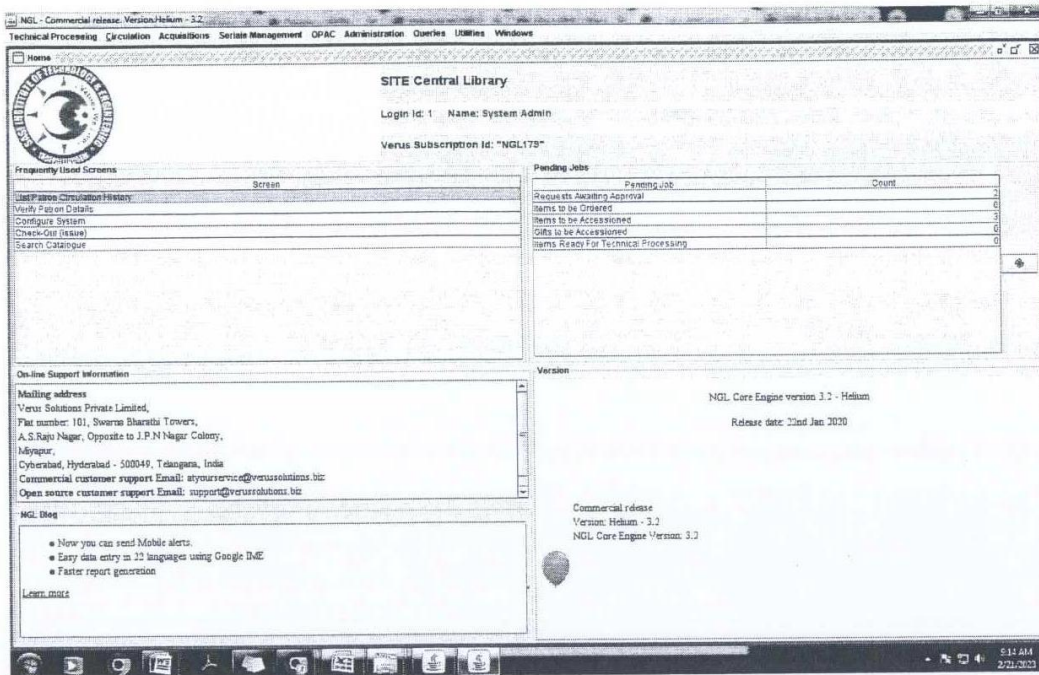 NGL - Commercial release. Version:Helium - 3.2
Technical Processing Circulation Acquisitions Serials Management OPAC Administration Queries Utilities Windows
Home
SITE Central Library
Login Id: 1 Name: System Admin
Verus Subscription Id: "NGL179"
Frequently Used Screens
Screen
List Patron Circulation History
Verify Patron Details
Configure System
Check-Out (Issue)
Search Catalogue
Pending Jobs
Pending Job Count
Requests Awaiting Approval 2
Items to be Ordered
Items to be Accessioned 3
Gifts to be Accessioned
Items Ready For Technical Processing 0
On-line Support Information
Mailing address
Verus Solutions Private Limited,
Flat number: 101, Swarna Bharathi Towers,
A.S.Raju Nagar, Opposite to J.P.N Nagar Colony,
Miyapur,
Cyberabad, Hyderabad - 500049, Telangana, India
Commercial customer support Email: atyourservice@verussolutions.biz
Open source customer support Email: support@verussolutions.biz
Version
NGL Core Engine version 3.2 - Helium
Release date: 22nd Jan 2020
Commercial release
Version: Helium - 3.2
NGL Core Engine Version: 3.2
NGL Blog
Now you can send Mobile alerts.
Easy data entry in 22 languages using Google IME
Faster report generation
Learn more
9:14 AM
2/21/2023